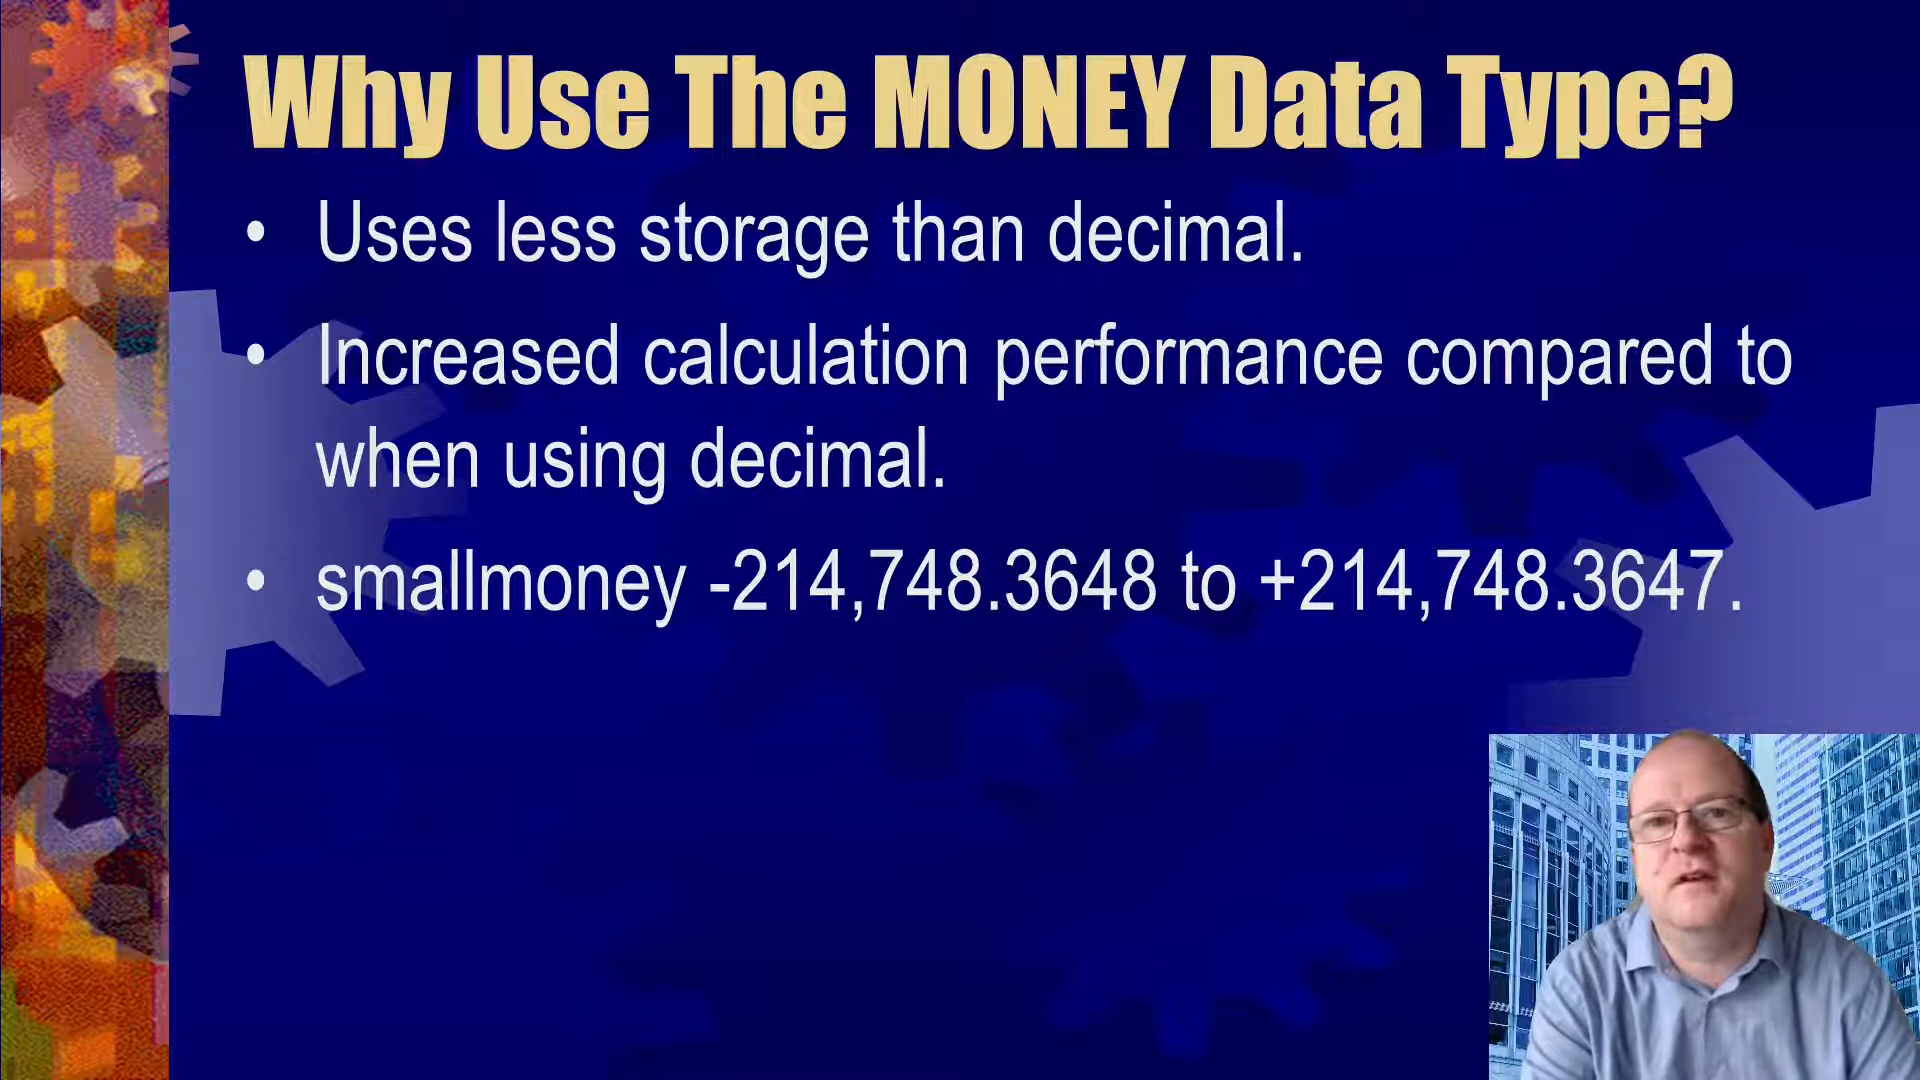 Why Use The MONEY Data Type?
• Uses less storage than decimal.
• Increased calculation performance compared to
when using decimal.
• smallmoney -214,748.3648 to +214,748.3647.